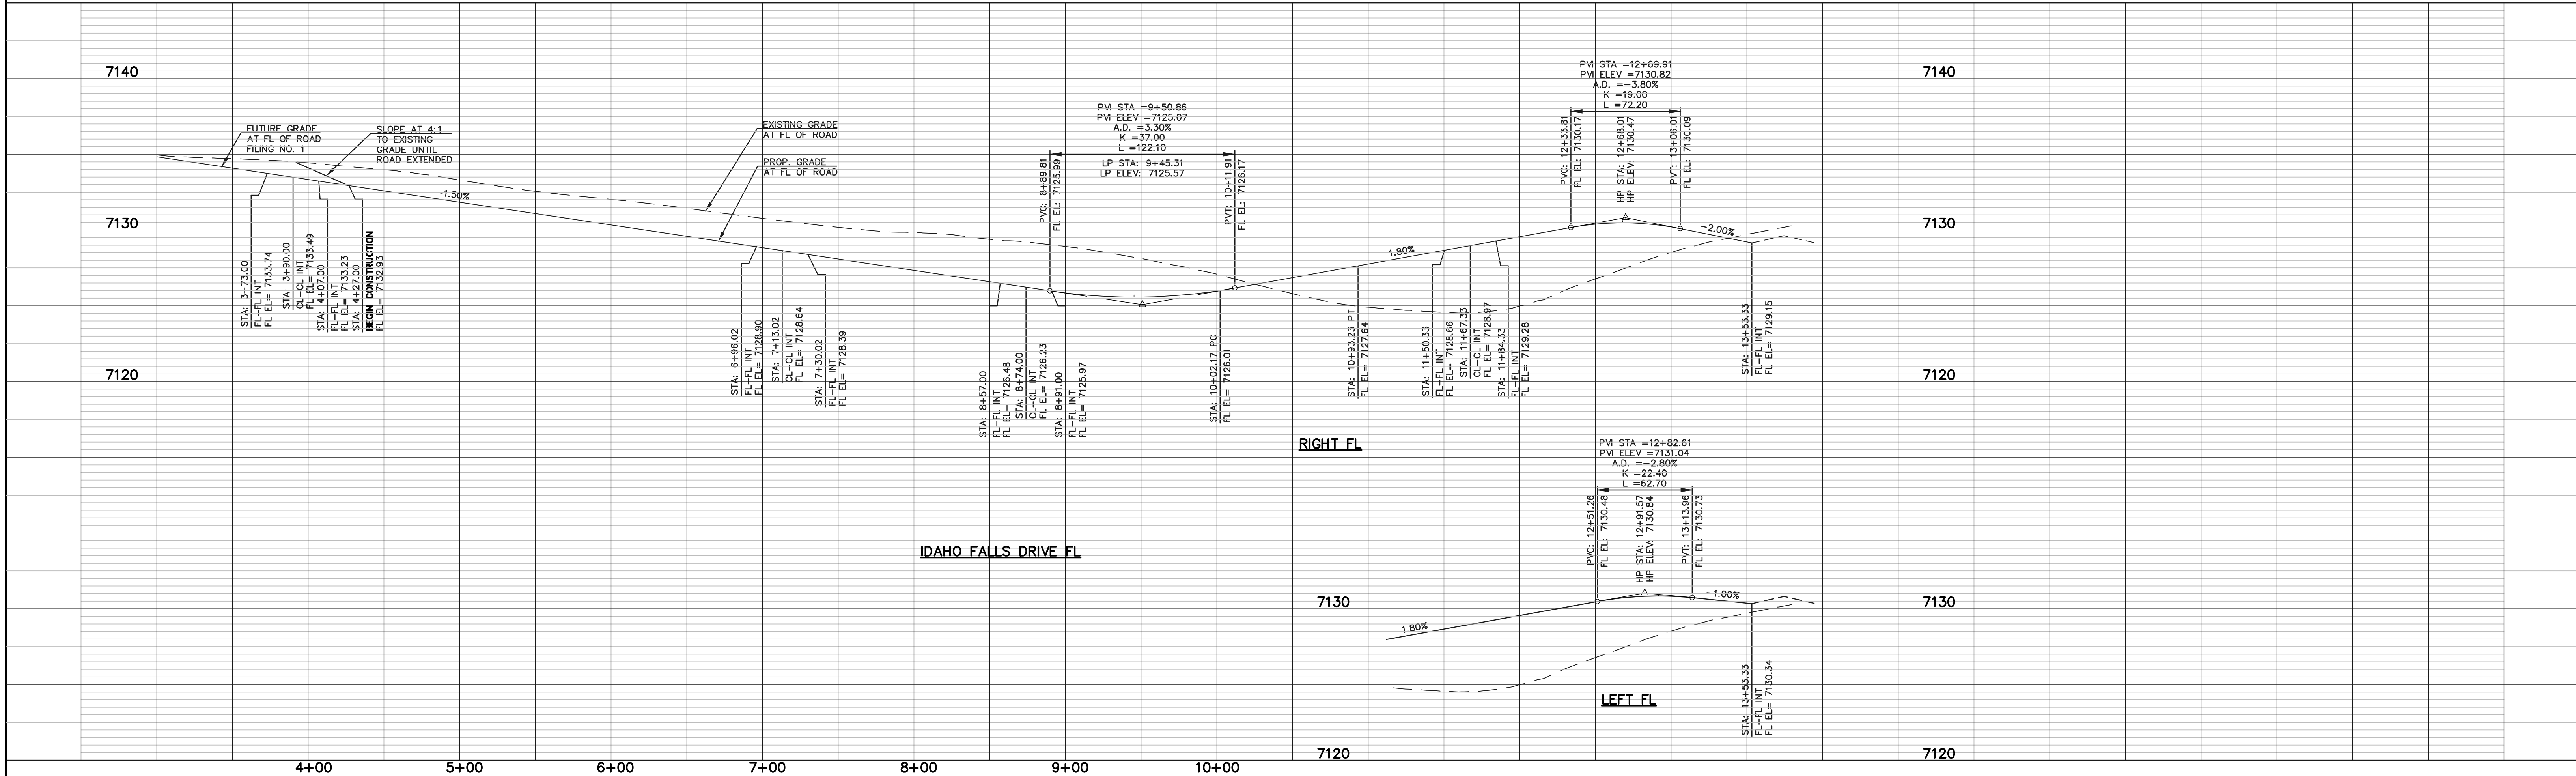 7140
7140
7130
7130
7120
7120
FUTURE GRADE
AT FL OF ROAD
FILING NO. 1
SLOPE AT 4:1
TO EXISTING
GRADE UNTIL
ROAD EXTENDED
EXISTING GRADE
AT FL OF ROAD
PROP. GRADE
AT FL OF ROAD
-1.50%
STA: 3+73.00
FL-FL INT
FL EL= 7133.74
STA: 3+90.00
CL-CL INT
FL EL= 7133.49
STA: 4+07.00
FL-FL INT
FL EL= 7133.23
STA: 4+27.00
BEGIN CONSTRUCTION
FL EL= 7132.93
STA: 6+96.02
FL-FL INT
FL EL= 7128.90
STA: 7+13.02
CL-CL INT
FL EL= 7128.64
STA: 7+30.02
FL-FL INT
FL EL= 7128.39
PVI STA =9+50.86
PVI ELEV =7125.07
A.D. =3.30%
K =37.00
L =122.10
LP STA: 9+45.31
LP ELEV: 7125.57
PVC: 8+89.81
FL EL: 7125.99
PVT: 10+11.91
FL EL: 7126.17
STA: 8+57.00
FL-FL INT
FL EL= 7126.48
STA: 8+74.00
CL-CL INT
FL EL= 7126.23
STA: 8+91.00
FL-FL INT
FL EL= 7125.97
STA: 10+02.17 PC
FL EL= 7126.01
STA: 10+93.23 PT
FL EL= 7127.64
1.80%
STA: 11+50.33
FL-FL INT
FL EL= 7128.66
STA: 11+67.33
CL-CL INT
FL EL= 7128.97
STA: 11+84.33
FL-FL INT
FL EL= 7129.28
PVI STA =12+69.91
PVI ELEV =7130.82
A.D. =-3.80%
K =19.00
L =72.20
PVC: 12+33.81
FL EL: 7130.17
HP STA: 12+68.01
HP ELEV: 7130.47
PVT: 13+06.01
FL EL: 7130.09
-2.00%
STA: 13+53.33
FL-FL INT
FL EL= 7129.15
RIGHT FL
IDAHO FALLS DRIVE FL
PVI STA =12+82.61
PVI ELEV =7131.04
A.D. =-2.80%
K =22.40
L =62.70
PVC: 12+51.26
FL EL: 7130.48
HP STA: 12+91.57
HP ELEV: 7130.84
PVT: 13+13.96
FL EL: 7130.73
7130
7130
1.80%
-1.00%
STA: 13+53.33
FL-FL INT
FL EL= 7130.34
LEFT FL
7120
7120
4+00
5+00
6+00
7+00
8+00
9+00
10+00